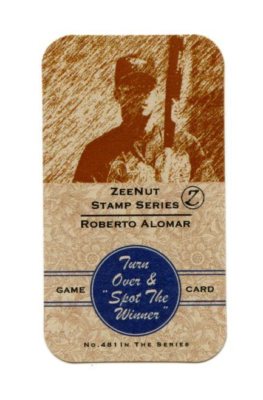 ZeeNut
Stamp Series Z
Roberto Alomar
Turn
Over &
"Spot The
Winner"
Game Card
No.481 In The Series